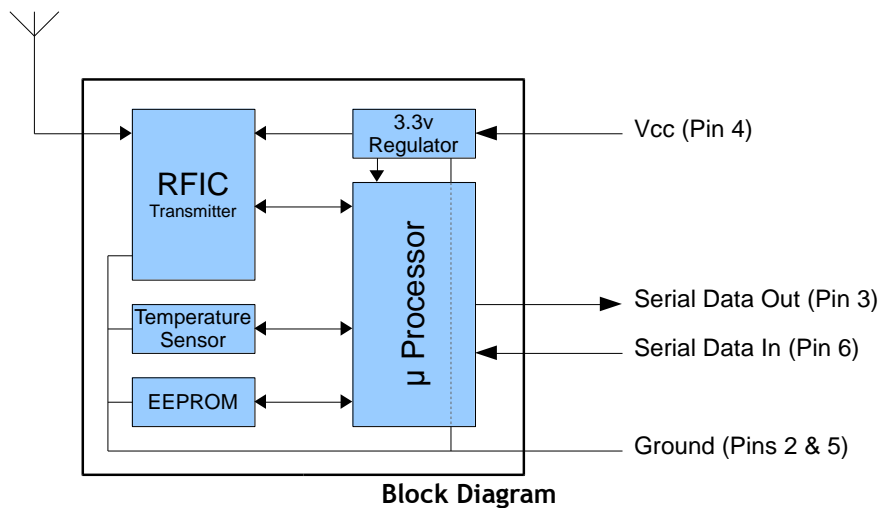 3.3v
Regulator
Vcc (Pin 4)
RFIC
Transmitter
µ Processor
Serial Data Out (Pin 3)
Temperature
Sensor
Serial Data In (Pin 6)
EEPROM
Ground (Pins 2 & 5)
Block Diagram